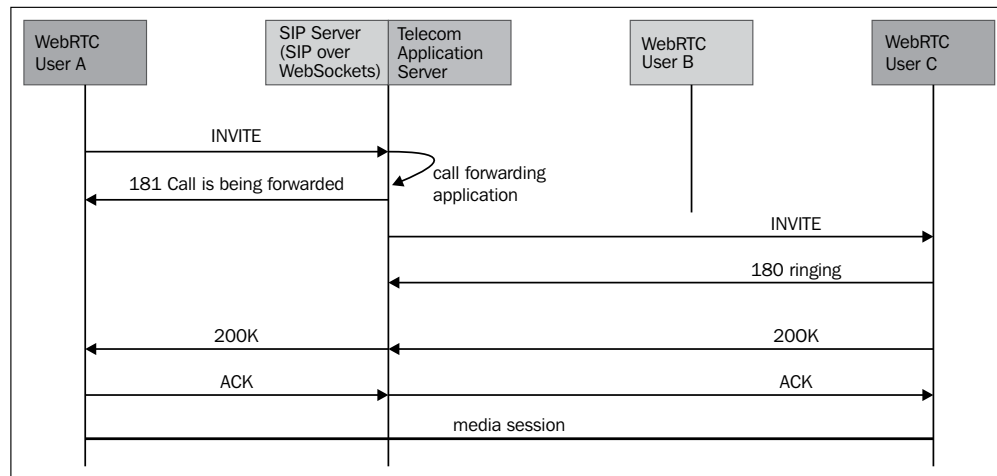 WebRTC
User A
SIP Server
(SIP over
WebSockets)
Telecom
Application
Server
WebRTC
User B
WebRTC
User C
INVITE
call forwarding
application
181 Call is being forwarded
INVITE
180 ringing
200K
200K
ACK
ACK
media session